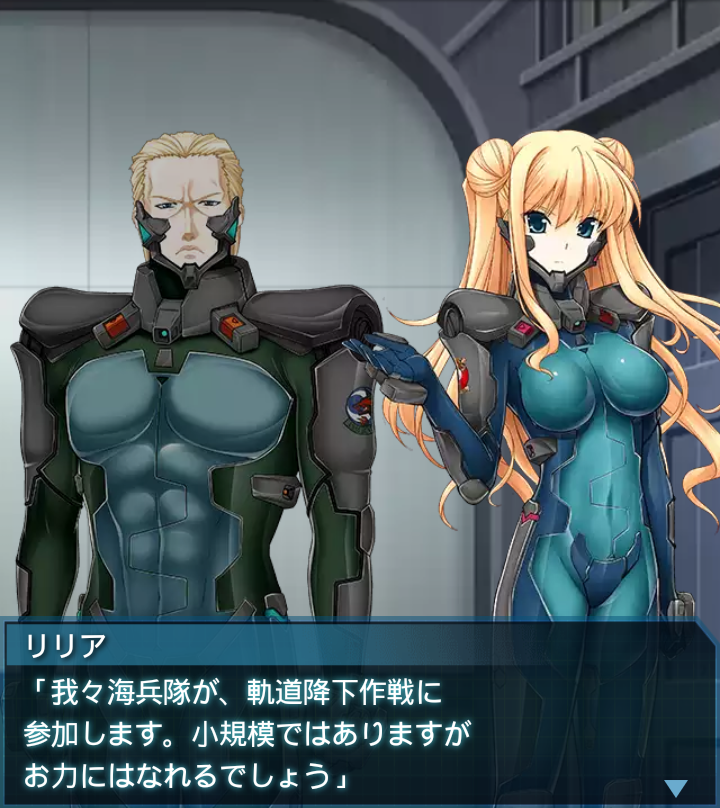 リリア
「我々海兵隊が、軌道降下作戦に
参加します。小規模ではありますが
お力にはなれるでしょう」